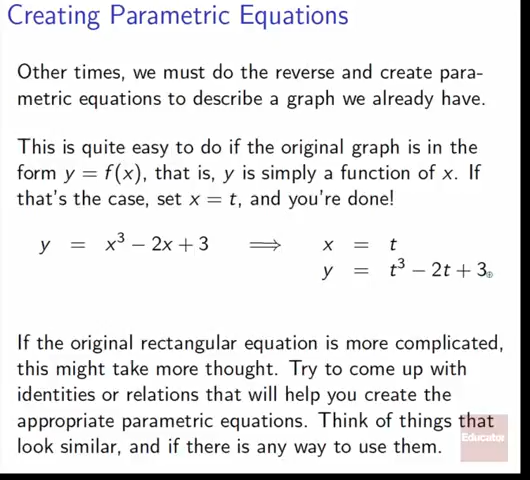 Creating Parametric Equations
Other times, we must do the reverse and create para-
metric equations to describe a graph we already have.
This is quite easy to do if the original graph is in the
form y = f(x), that is, y is simply a function of x. If
that's the case, set x = t, and you're done!
y = x³ − 2x + 3 ⟹ x = t
y = t³ − 2t + 3.
If the original rectangular equation is more complicated,
this might take more thought. Try to come up with
identities or relations that will help you create the
appropriate parametric equations. Think of things that
look similar, and if there is any way to use them.
Educator